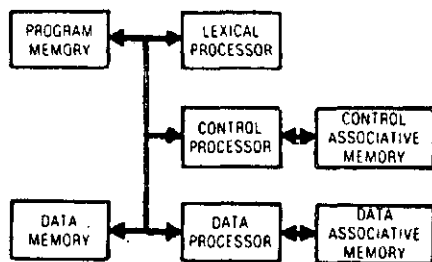 PROGRAM
MEMORY
LEXICAL
PROCESSOR
CONTROL
PROCESSOR
CONTROL
ASSOCIATIVE
MEMORY
DATA
MEMORY
DATA
PROCESSOR
DATA
ASSOCIATIVE
MEMORY